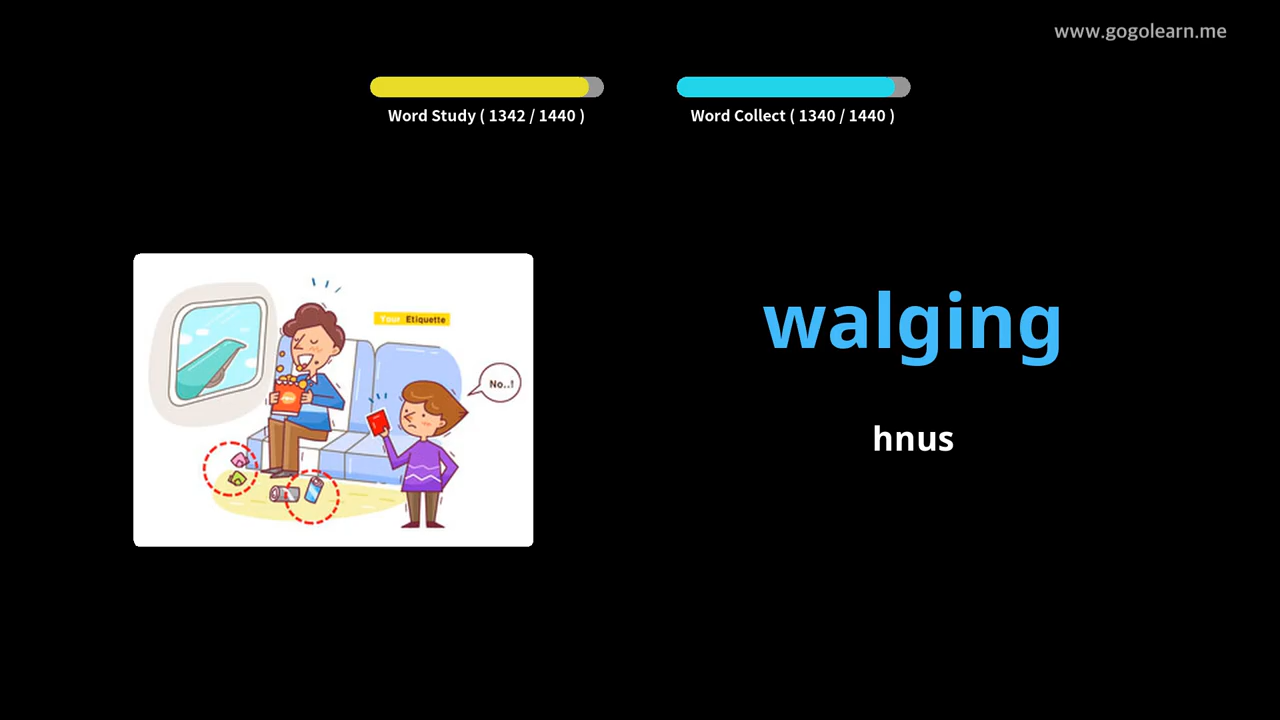 www.gogolearn.me
Word Study ( 1342 / 1440 )
Word Collect ( 1340 / 1440 )
Your Etiquette
No..!
walging
hnus